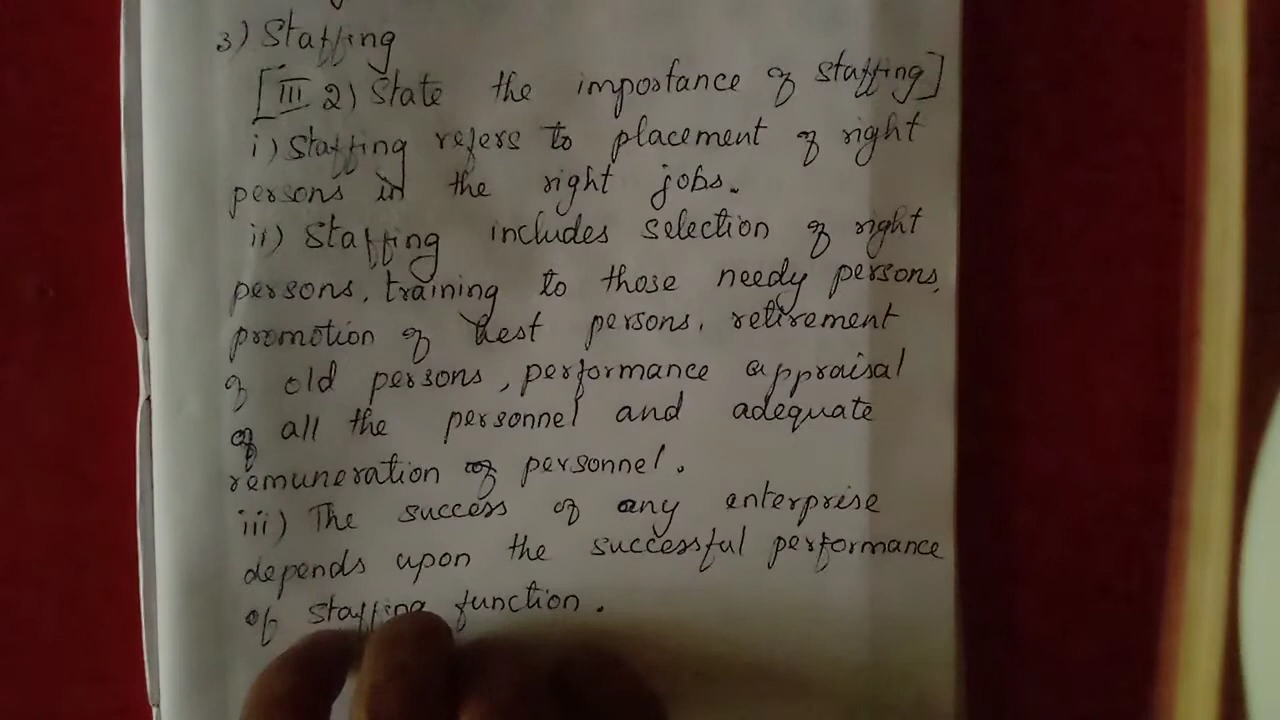 3) Staffing
[III 2) State the importance of staffing]
i) Staffing refers to placement of right
persons in the right jobs.
ii) Staffing includes selection of right
persons, training to those needy persons,
promotion of best persons, retirement
of old persons, performance appraisal
of all the personnel and adequate
remuneration of personnel.
iii) The success of any enterprise
depends upon the successful performance
of staffing function.